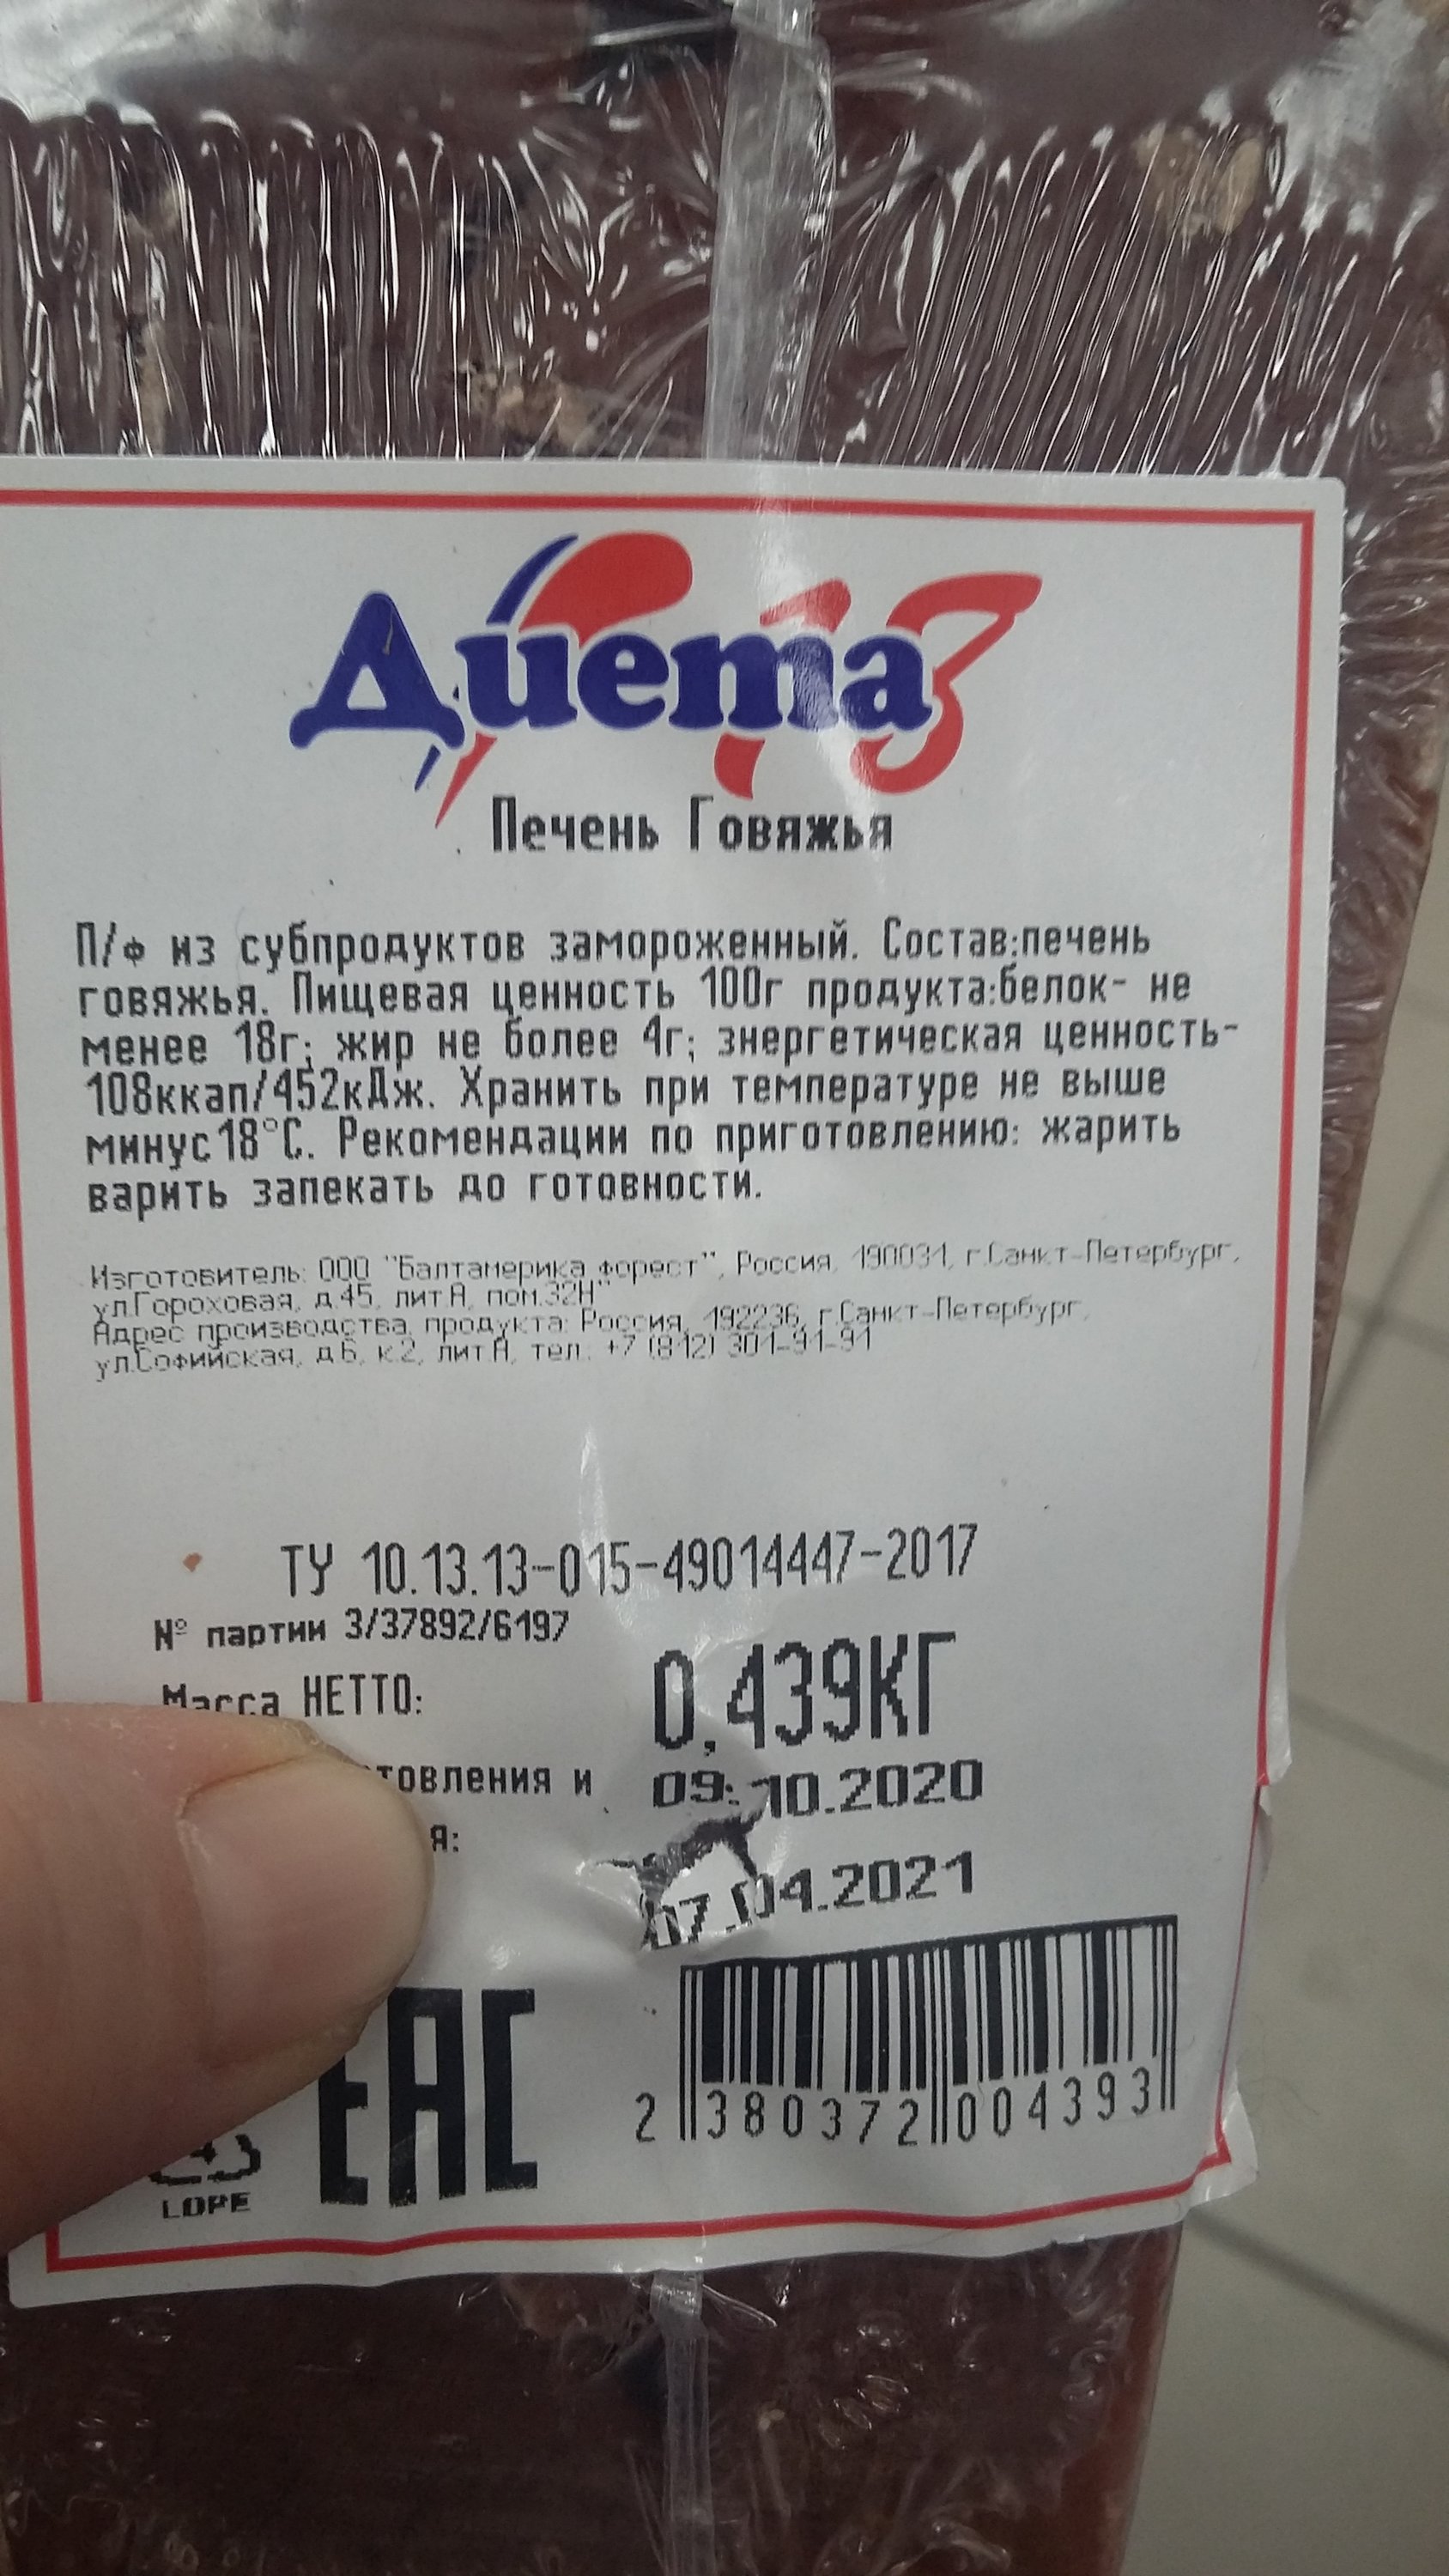 Диета 18
Печень Говяжья
П/ф из субпродуктов замороженный. Состав:печень
говяжья. Пищевая ценность 100г продукта:белок- не
менее 18г; жир не более 4г; энергетическая ценность-
108ккал/452кДж. Хранить при температуре не выше
минус18°С. Рекомендации по приготовлению: жарить
варить запекать до готовности.
Изготовитель: ООО "Балтамерика форест", Россия, 190031, г.Санкт-Петербург,
ул.Гороховая, д.45, лит.А, пом.32Н"
Адрес производства продукта: Россия, 192236, г.Санкт-Петербург,
ул.Софийская, д.6, к.2, лит.А, тел.: +7 (812) 301-91-91
ТУ 10.13.13-015-49014447-2017
№ партии 3/37892/6197
Масса НЕТТО: 0,439КГ
товления и 09.10.2020
я: 07.04.2021
ЕАС
LDPE
2 380372 004393